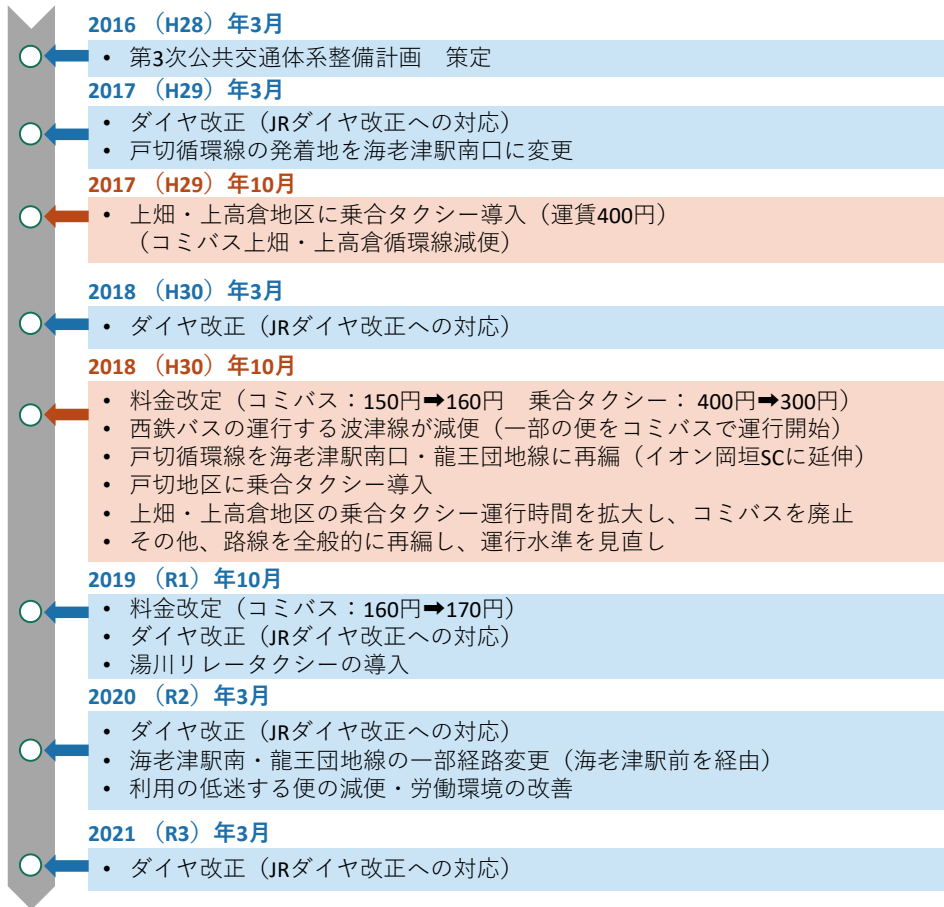 2016 （H28）年3月
• 第3次公共交通体系整備計画　策定
2017 （H29）年3月
• ダイヤ改正（JRダイヤ改正への対応）
• 戸切循環線の発着地を海老津駅南口に変更
2017 （H29）年10月
• 上畑・上高倉地区に乗合タクシー導入（運賃400円）
（コミバス上畑・上高倉循環線減便）
2018 （H30）年3月
• ダイヤ改正（JRダイヤ改正への対応）
2018 （H30）年10月
• 料金改定（コミバス：150円➡160円　乗合タクシー： 400円➡300円）
• 西鉄バスの運行する波津線が減便（一部の便をコミバスで運行開始）
• 戸切循環線を海老津駅南口・龍王団地線に再編（イオン岡垣SCに延伸）
• 戸切地区に乗合タクシー導入
• 上畑・上高倉地区の乗合タクシー運行時間を拡大し、コミバスを廃止
• その他、路線を全般的に再編し、運行水準を見直し
2019 （R1）年10月
• 料金改定（コミバス：160円➡170円）
• ダイヤ改正（JRダイヤ改正への対応）
• 湯川リレータクシーの導入
2020 （R2）年3月
• ダイヤ改正（JRダイヤ改正への対応）
• 海老津駅南・龍王団地線の一部経路変更（海老津駅前を経由）
• 利用の低迷する便の減便・労働環境の改善
2021 （R3）年3月
• ダイヤ改正（JRダイヤ改正への対応）